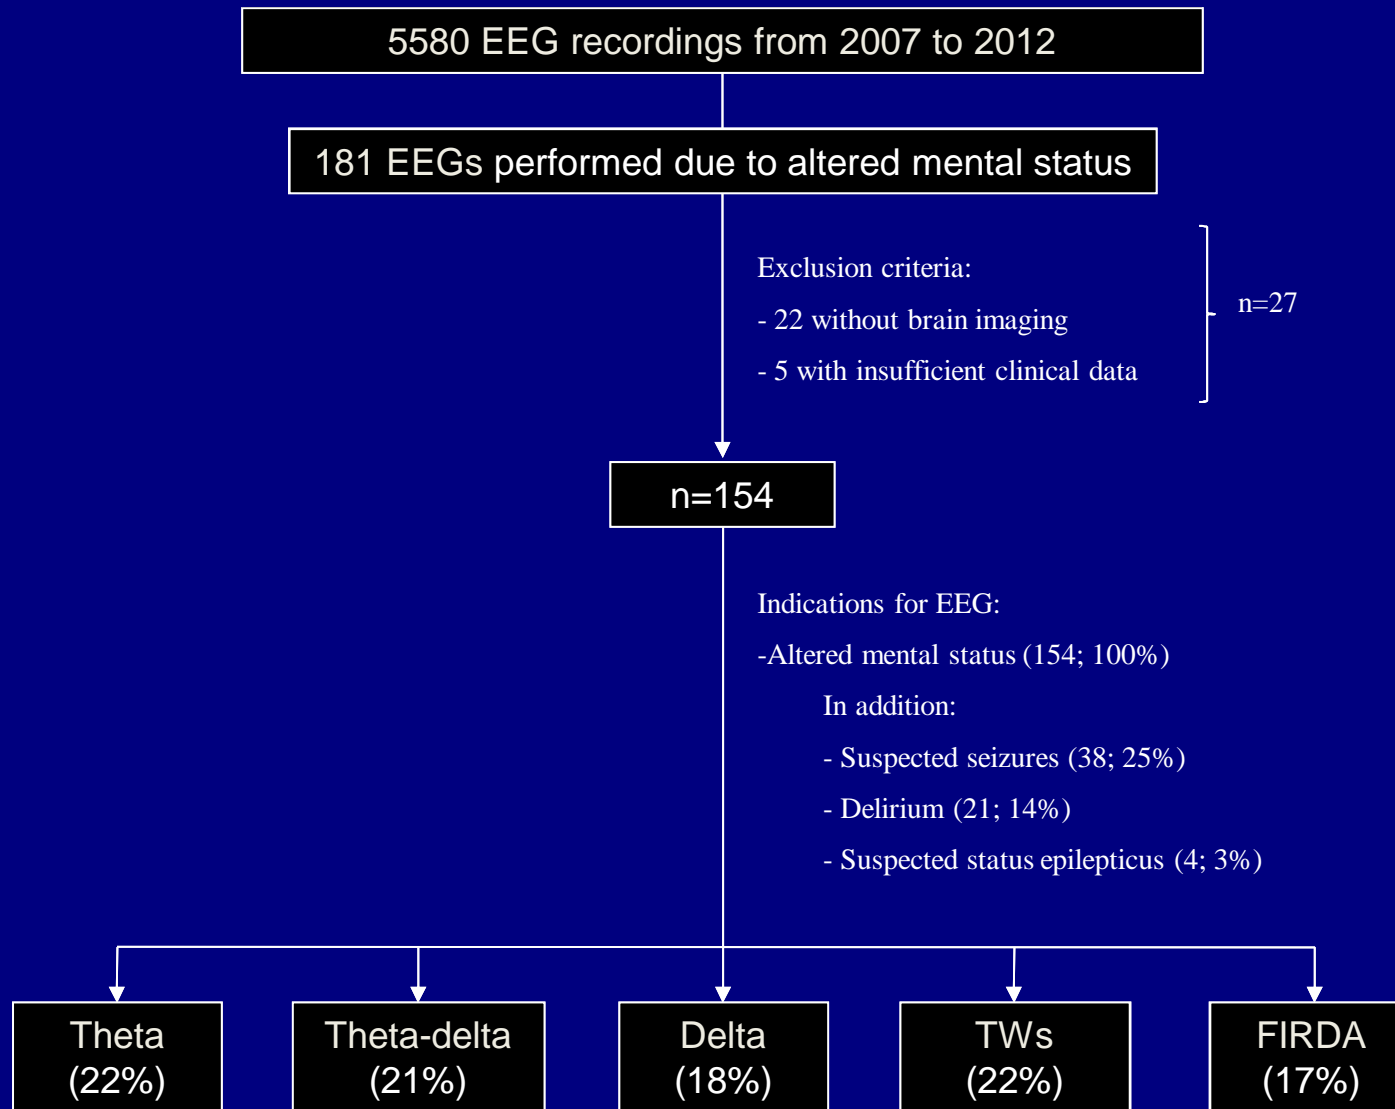 5580 EEG recordings from 2007 to 2012
181 EEGs performed due to altered mental status
Exclusion criteria:
- 22 without brain imaging
- 5 with insufficient clinical data
n=27
n=154
Indications for EEG:
-Altered mental status (154; 100%)
In addition:
- Suspected seizures (38; 25%)
- Delirium (21; 14%)
- Suspected status epilepticus (4; 3%)
Theta
(22%)
Theta-delta
(21%)
Delta
(18%)
TWs
(22%)
FIRDA
(17%)